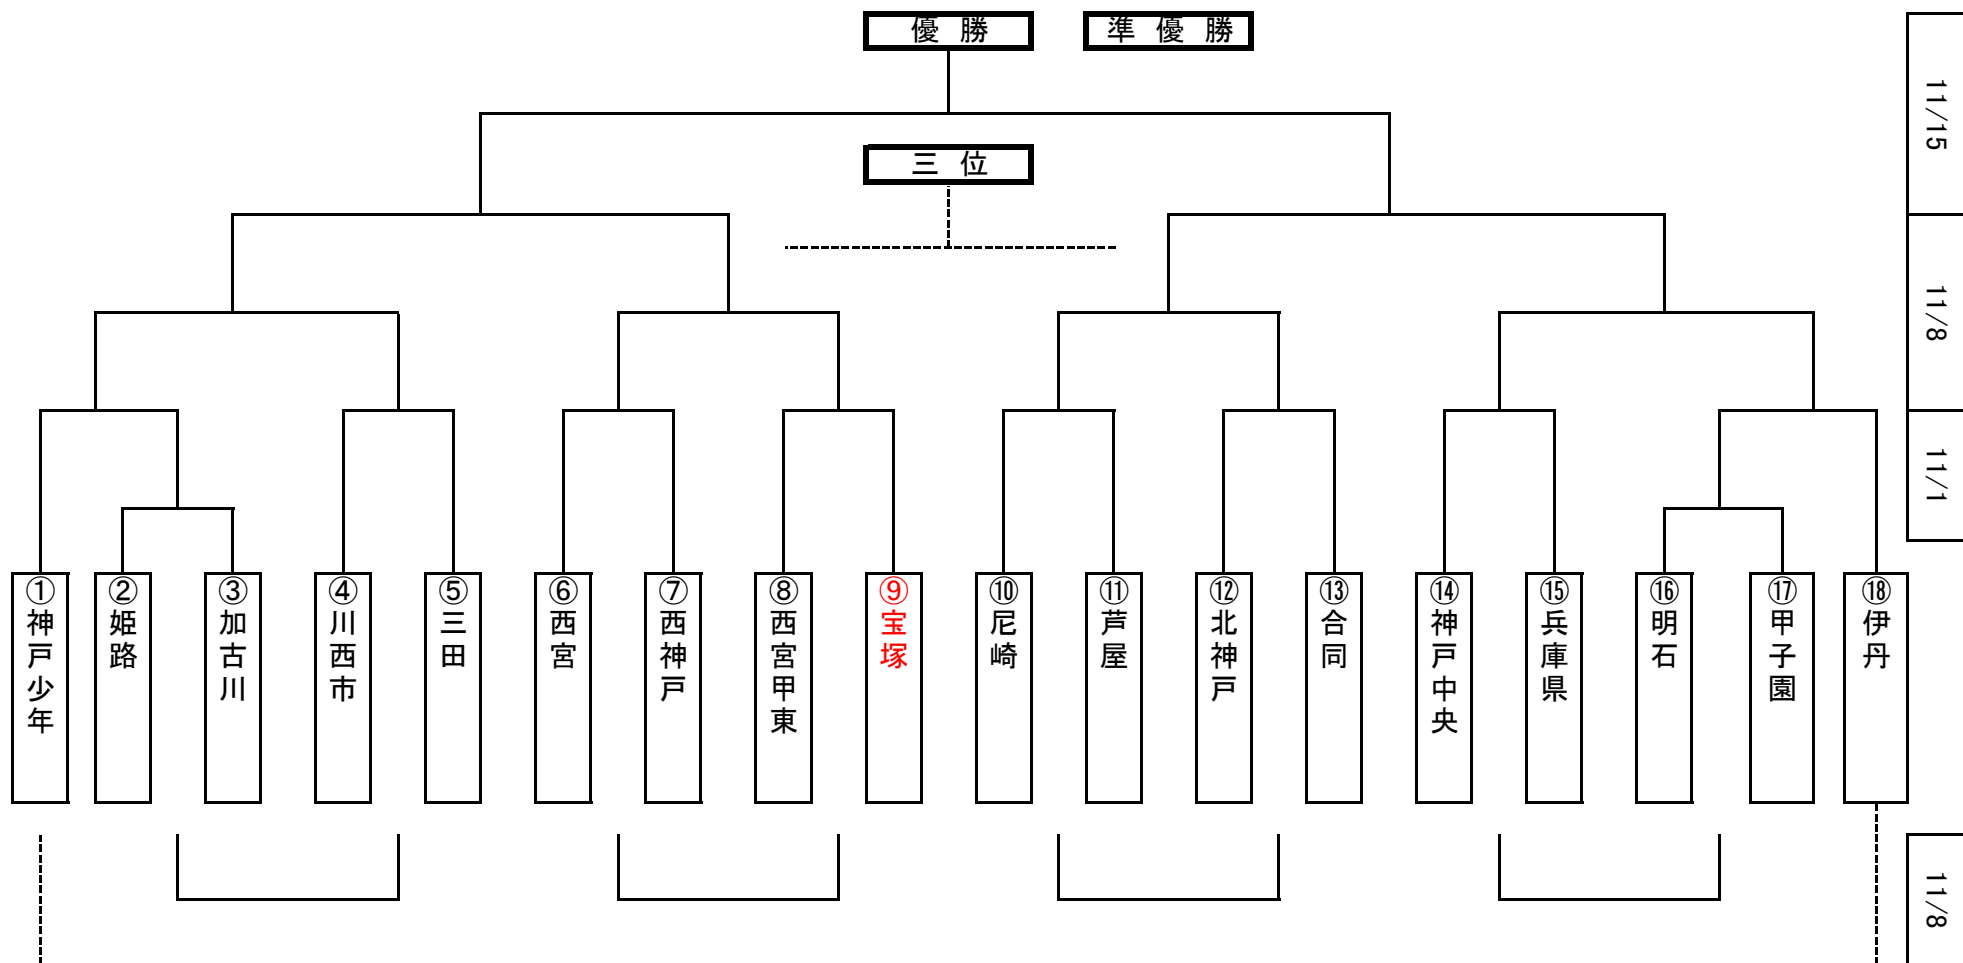 優勝
準優勝
三位
11/15
11/8
11/1
①神戸少年
②姫路
③加古川
④川西市
⑤三田
⑥西宮
⑦西神戸
⑧西宮甲東
⑨宝塚
⑩尼崎
⑪芦屋
⑫北神戸
⑬合同
⑭神戸中央
⑮兵庫県
⑯明石
⑰甲子園
⑱伊丹
11/8